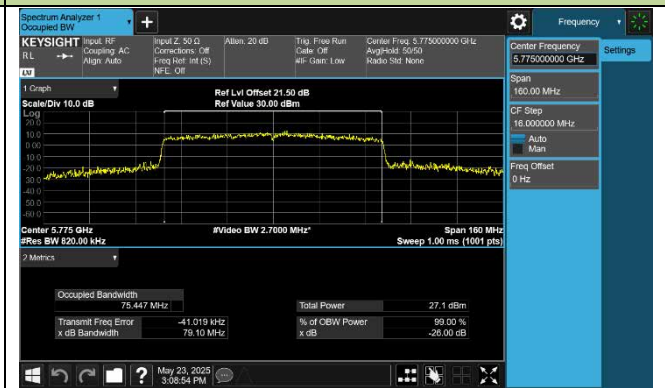 Spectrum Analyzer 1
Occupied BW
+
Frequency
KEYSIGHT
RL
LXI
Input: RF
Coupling: AC
Align: Auto
Input Z: 50 Ω
Corrections: Off
Freq Ref: Int (S)
NFE: Off
Atten: 20 dB
Trig: Free Run
Gate: Off
#IF Gain: Low
Center Freq: 5.775000000 GHz
Avg|Hold: 50/50
Radio Std: None
Center Frequency
5.775000000 GHz
Settings
Span
160.00 MHz
CF Step
16.000000 MHz
Auto
Man
Freq Offset
0 Hz
1 Graph
Scale/Div 10.0 dB
Ref Lvl Offset 21.50 dB
Ref Value 30.00 dBm
Log
20.0
10.0
0.00
-10.0
-20.0
-30.0
-40.0
-50.0
-60.0
Center 5.775 GHz
#Video BW 2.7000 MHz*
Span 160 MHz
#Res BW 820.00 kHz
Sweep 1.00 ms (1001 pts)
2 Metrics
Occupied Bandwidth
75.447 MHz
Total Power 27.1 dBm
Transmit Freq Error -41.019 kHz
% of OBW Power 99.00 %
x dB Bandwidth 79.10 MHz
x dB -26.00 dB
?
May 23, 2025
3:08:54 PM